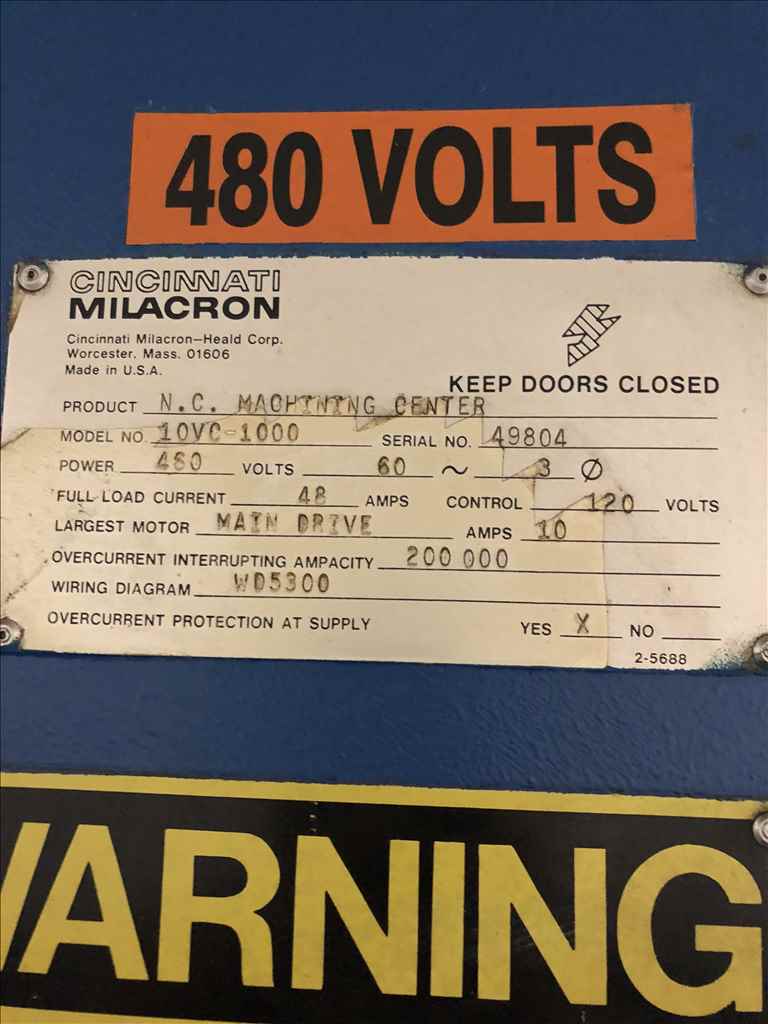 480 VOLTS
CINCINNATI
MILACRON
Cincinnati Milacron-Heald Corp.
Worcester, Mass. 01606
Made in U.S.A.
KEEP DOORS CLOSED
PRODUCT N.C. MACHINING CENTER
MODEL NO. 10VC-1000 SERIAL NO. 49804
POWER 480 VOLTS 60 ~ 3 Ø
FULL LOAD CURRENT 48 AMPS CONTROL 120 VOLTS
LARGEST MOTOR MAIN DRIVE AMPS 10
OVERCURRENT INTERRUPTING AMPACITY 200 000
WIRING DIAGRAM WD5300
OVERCURRENT PROTECTION AT SUPPLY YES X NO
2-5688
WARNING